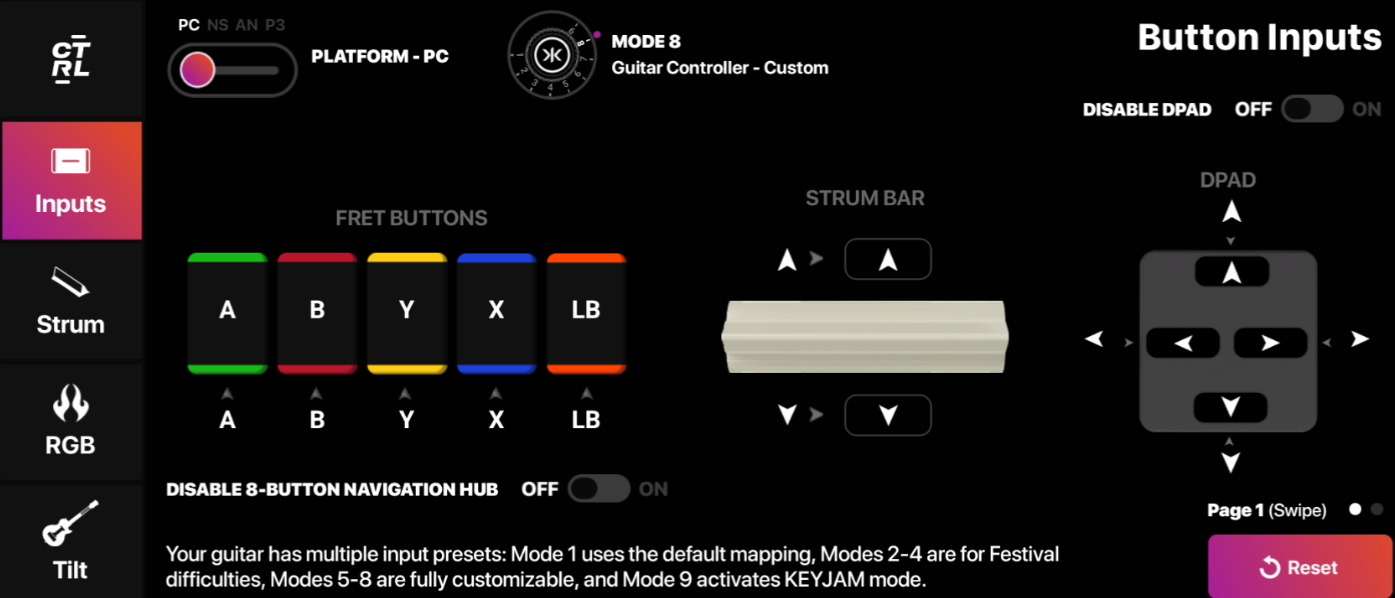 CTRL
PC NS AN P3
PLATFORM - PC
MODE 8
Guitar Controller - Custom
Button Inputs
DISABLE DPAD OFF ON
Inputs
Strum
RGB
Tilt
FRET BUTTONS
A B Y X LB
A B Y X LB
STRUM BAR
DPAD
DISABLE 8-BUTTON NAVIGATION HUB OFF ON
Page 1 (Swipe)
Your guitar has multiple input presets: Mode 1 uses the default mapping, Modes 2-4 are for Festival
difficulties, Modes 5-8 are fully customizable, and Mode 9 activates KEYJAM mode.
Reset